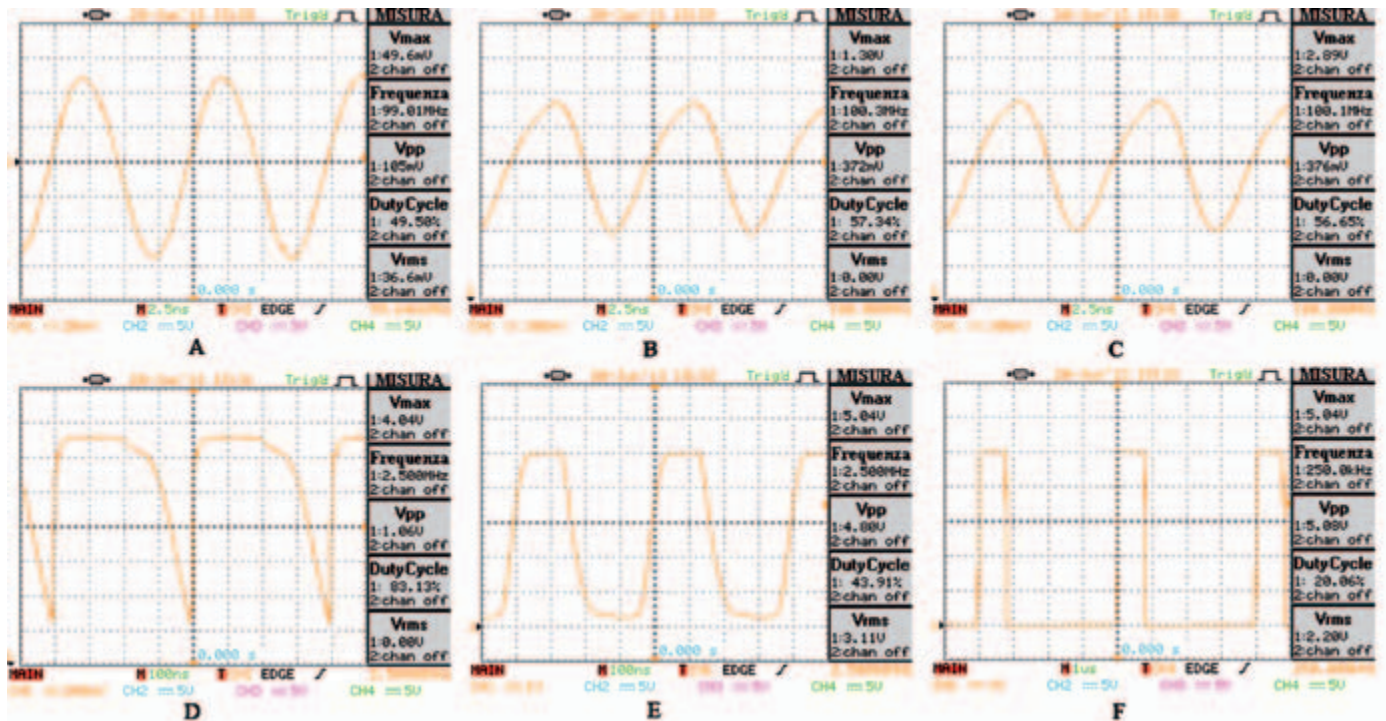 Trig'd MISURA
Vmax
1:49.6mV
2:chan off
Frequenza
1:99.01MHz
2:chan off
Vpp
1:105mV
2:chan off
DutyCycle
1: 49.50%
2:chan off
Vrms
1:36.6mV
2:chan off
0.000 s
MAIN M 2.5ns T EDGE
CH2 5V CH4 5V
A
Trig'd MISURA
Vmax
1:1.30V
2:chan off
Frequenza
1:100.3MHz
2:chan off
Vpp
1:372mV
2:chan off
DutyCycle
1: 57.34%
2:chan off
Vrms
1:0.00V
2:chan off
0.000 s
MAIN M 2.5ns T EDGE
CH2 5V CH4 5V
B
Trig'd MISURA
Vmax
1:2.89V
2:chan off
Frequenza
1:100.1MHz
2:chan off
Vpp
1:376mV
2:chan off
DutyCycle
1: 56.65%
2:chan off
Vrms
1:0.00V
2:chan off
0.000 s
MAIN M 2.5ns T EDGE
CH2 5V CH4 5V
C
Trig'd MISURA
Vmax
1:4.04V
2:chan off
Frequenza
1:2.500MHz
2:chan off
Vpp
1:1.06V
2:chan off
DutyCycle
1: 83.13%
2:chan off
Vrms
1:0.00V
2:chan off
0.000 s
MAIN M 100ns T EDGE
CH2 5V CH4 5V
D
Trig'd MISURA
Vmax
1:5.04V
2:chan off
Frequenza
1:2.500MHz
2:chan off
Vpp
1:4.80V
2:chan off
DutyCycle
1: 43.91%
2:chan off
Vrms
1:3.11V
2:chan off
0.000 s
MAIN M 100ns T EDGE
CH2 5V CH4 5V
E
Trig'd MISURA
Vmax
1:5.04V
2:chan off
Frequenza
1:250.0kHz
2:chan off
Vpp
1:5.08V
2:chan off
DutyCycle
1: 20.06%
2:chan off
Vrms
1:2.20V
2:chan off
0.000 s
MAIN M 1us T EDGE
CH2 5V CH4 5V
F